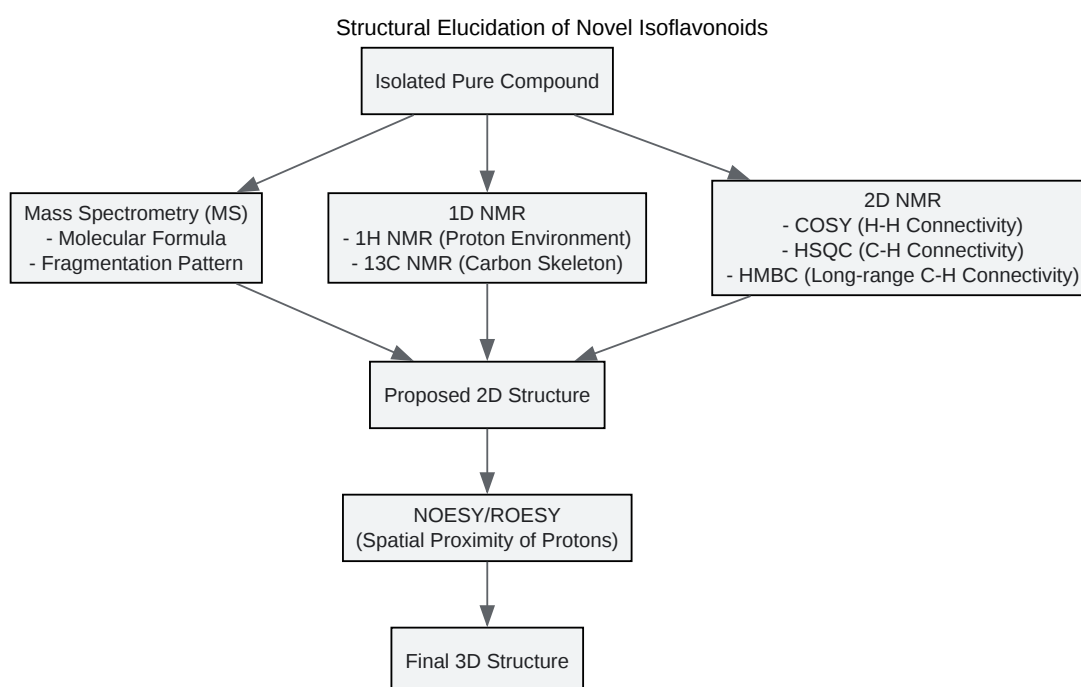 Structural Elucidation of Novel Isoflavonoids
Isolated Pure Compound
Mass Spectrometry (MS)
- Molecular Formula
- Fragmentation Pattern
1D NMR
- 1H NMR (Proton Environment)
- 13C NMR (Carbon Skeleton)
2D NMR
- COSY (H-H Connectivity)
- HSQC (C-H Connectivity)
- HMBC (Long-range C-H Connectivity)
Proposed 2D Structure
NOESY/ROESY
(Spatial Proximity of Protons)
Final 3D Structure